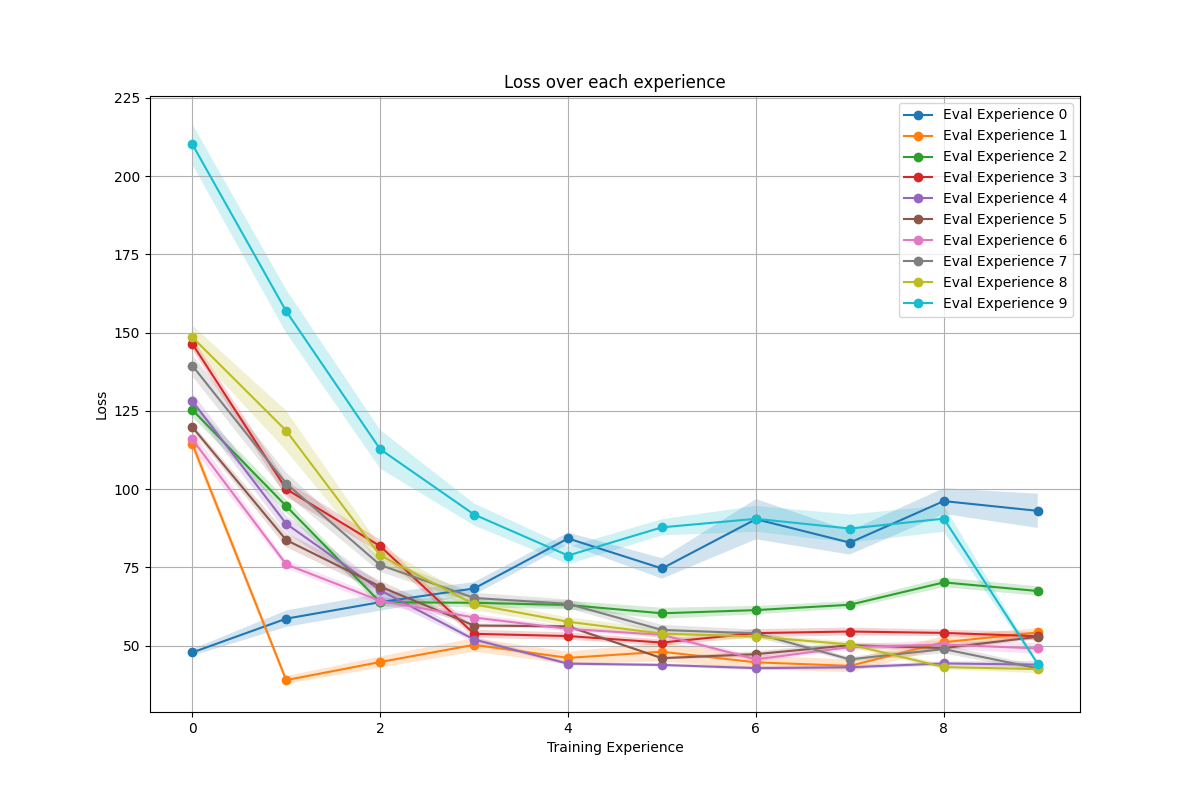 Loss over each experience
225
200
175
150
125
100
75
50
Loss
0
2
4
6
8
Training Experience
Eval Experience 0
Eval Experience 1
Eval Experience 2
Eval Experience 3
Eval Experience 4
Eval Experience 5
Eval Experience 6
Eval Experience 7
Eval Experience 8
Eval Experience 9